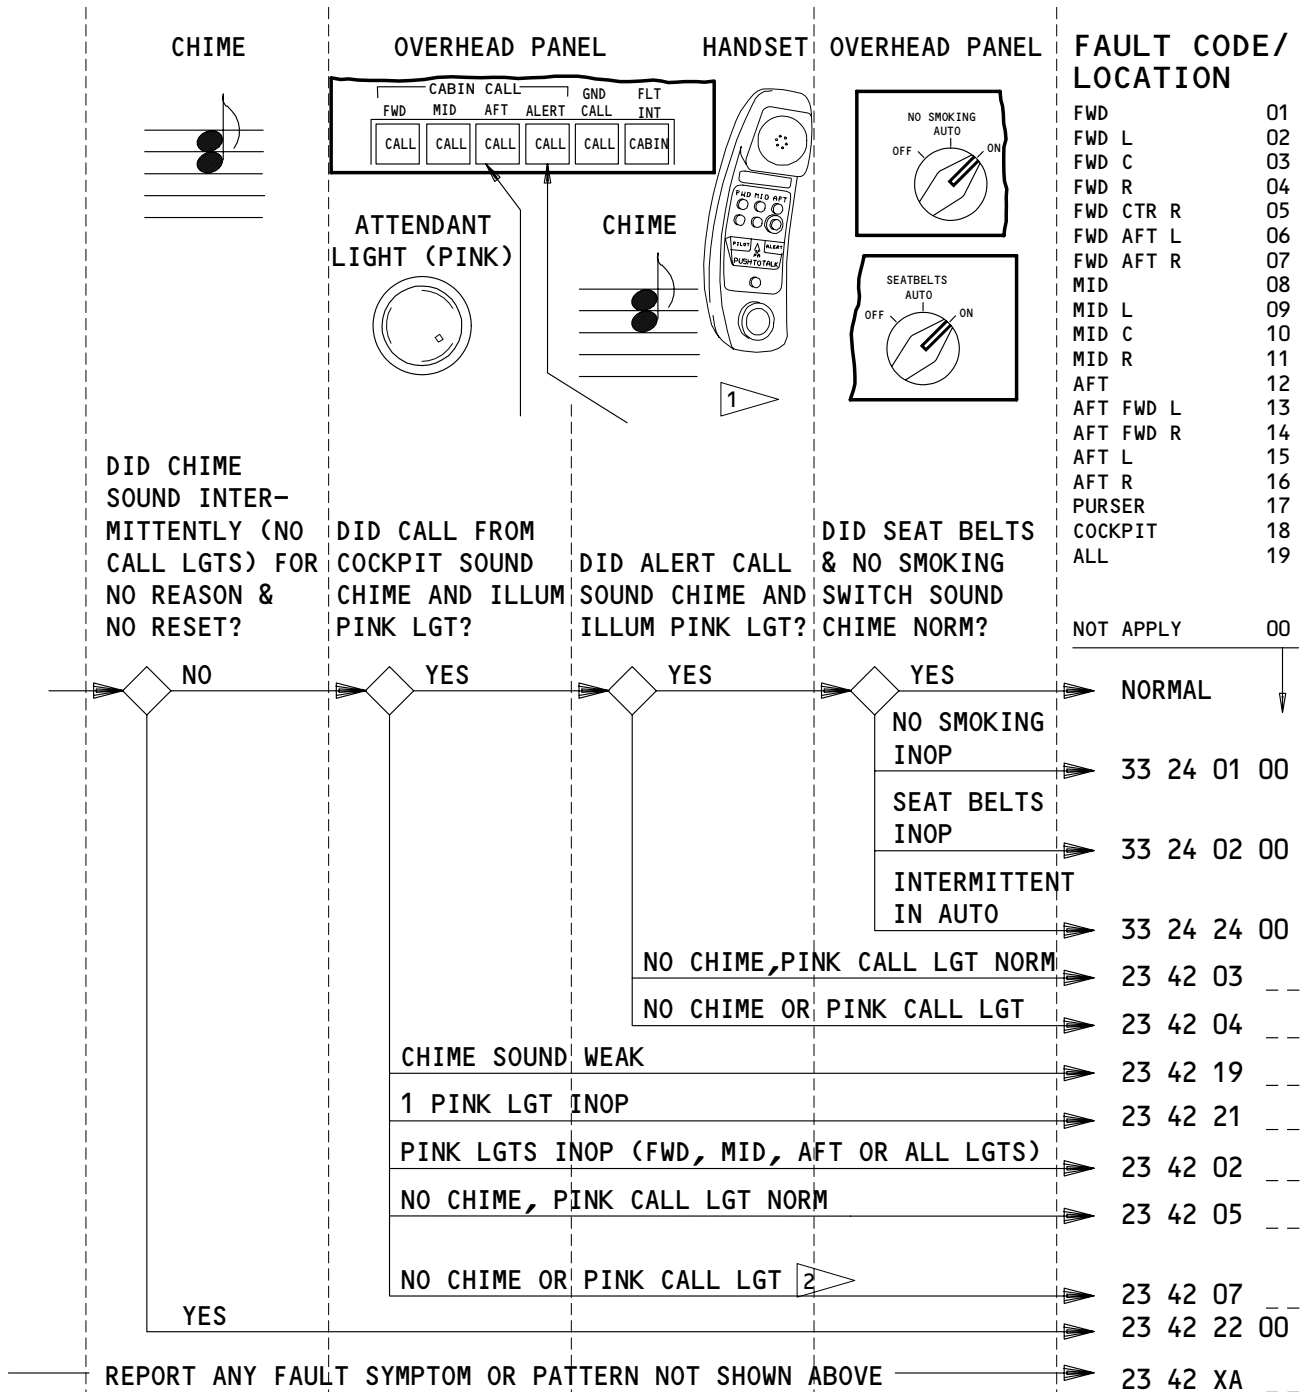 CHIME
OVERHEAD PANEL
HANDSET
OVERHEAD PANEL
FAULT CODE/
LOCATION
CABIN CALL
GND
FLT
FWD
MID
AFT
ALERT
CALL
INT
CALL
CALL
CALL
CALL
CALL
CABIN
ATTENDANT
LIGHT (PINK)
CHIME
FWD MID AFT
PILOT
ALERT
PA
PUSH TO TALK
1
NO SMOKING
AUTO
OFF
ON
SEATBELTS
AUTO
OFF
ON
FWD 01
FWD L 02
FWD C 03
FWD R 04
FWD CTR R 05
FWD AFT L 06
FWD AFT R 07
MID 08
MID L 09
MID C 10
MID R 11
AFT 12
AFT FWD L 13
AFT FWD R 14
AFT L 15
AFT R 16
PURSER 17
COCKPIT 18
ALL 19
NOT APPLY 00
DID CHIME
SOUND INTER-
MITTENTLY (NO
CALL LGTS) FOR
NO REASON &
NO RESET?
DID CALL FROM
COCKPIT SOUND
CHIME AND ILLUM
PINK LGT?
DID ALERT CALL
SOUND CHIME AND
ILLUM PINK LGT?
DID SEAT BELTS
& NO SMOKING
SWITCH SOUND
CHIME NORM?
NO
YES
YES
YES
NORMAL
NO SMOKING
INOP
33 24 01 00
SEAT BELTS
INOP
33 24 02 00
INTERMITTENT
IN AUTO
33 24 24 00
NO CHIME,PINK CALL LGT NORM
23 42 03 _ _
NO CHIME OR PINK CALL LGT
23 42 04 _ _
CHIME SOUND WEAK
23 42 19 _ _
1 PINK LGT INOP
23 42 21 _ _
PINK LGTS INOP (FWD, MID, AFT OR ALL LGTS)
23 42 02 _ _
NO CHIME, PINK CALL LGT NORM
23 42 05 _ _
NO CHIME OR PINK CALL LGT 2
23 42 07 _ _
YES
23 42 22 00
REPORT ANY FAULT SYMPTOM OR PATTERN NOT SHOWN ABOVE
23 42 XA _ _